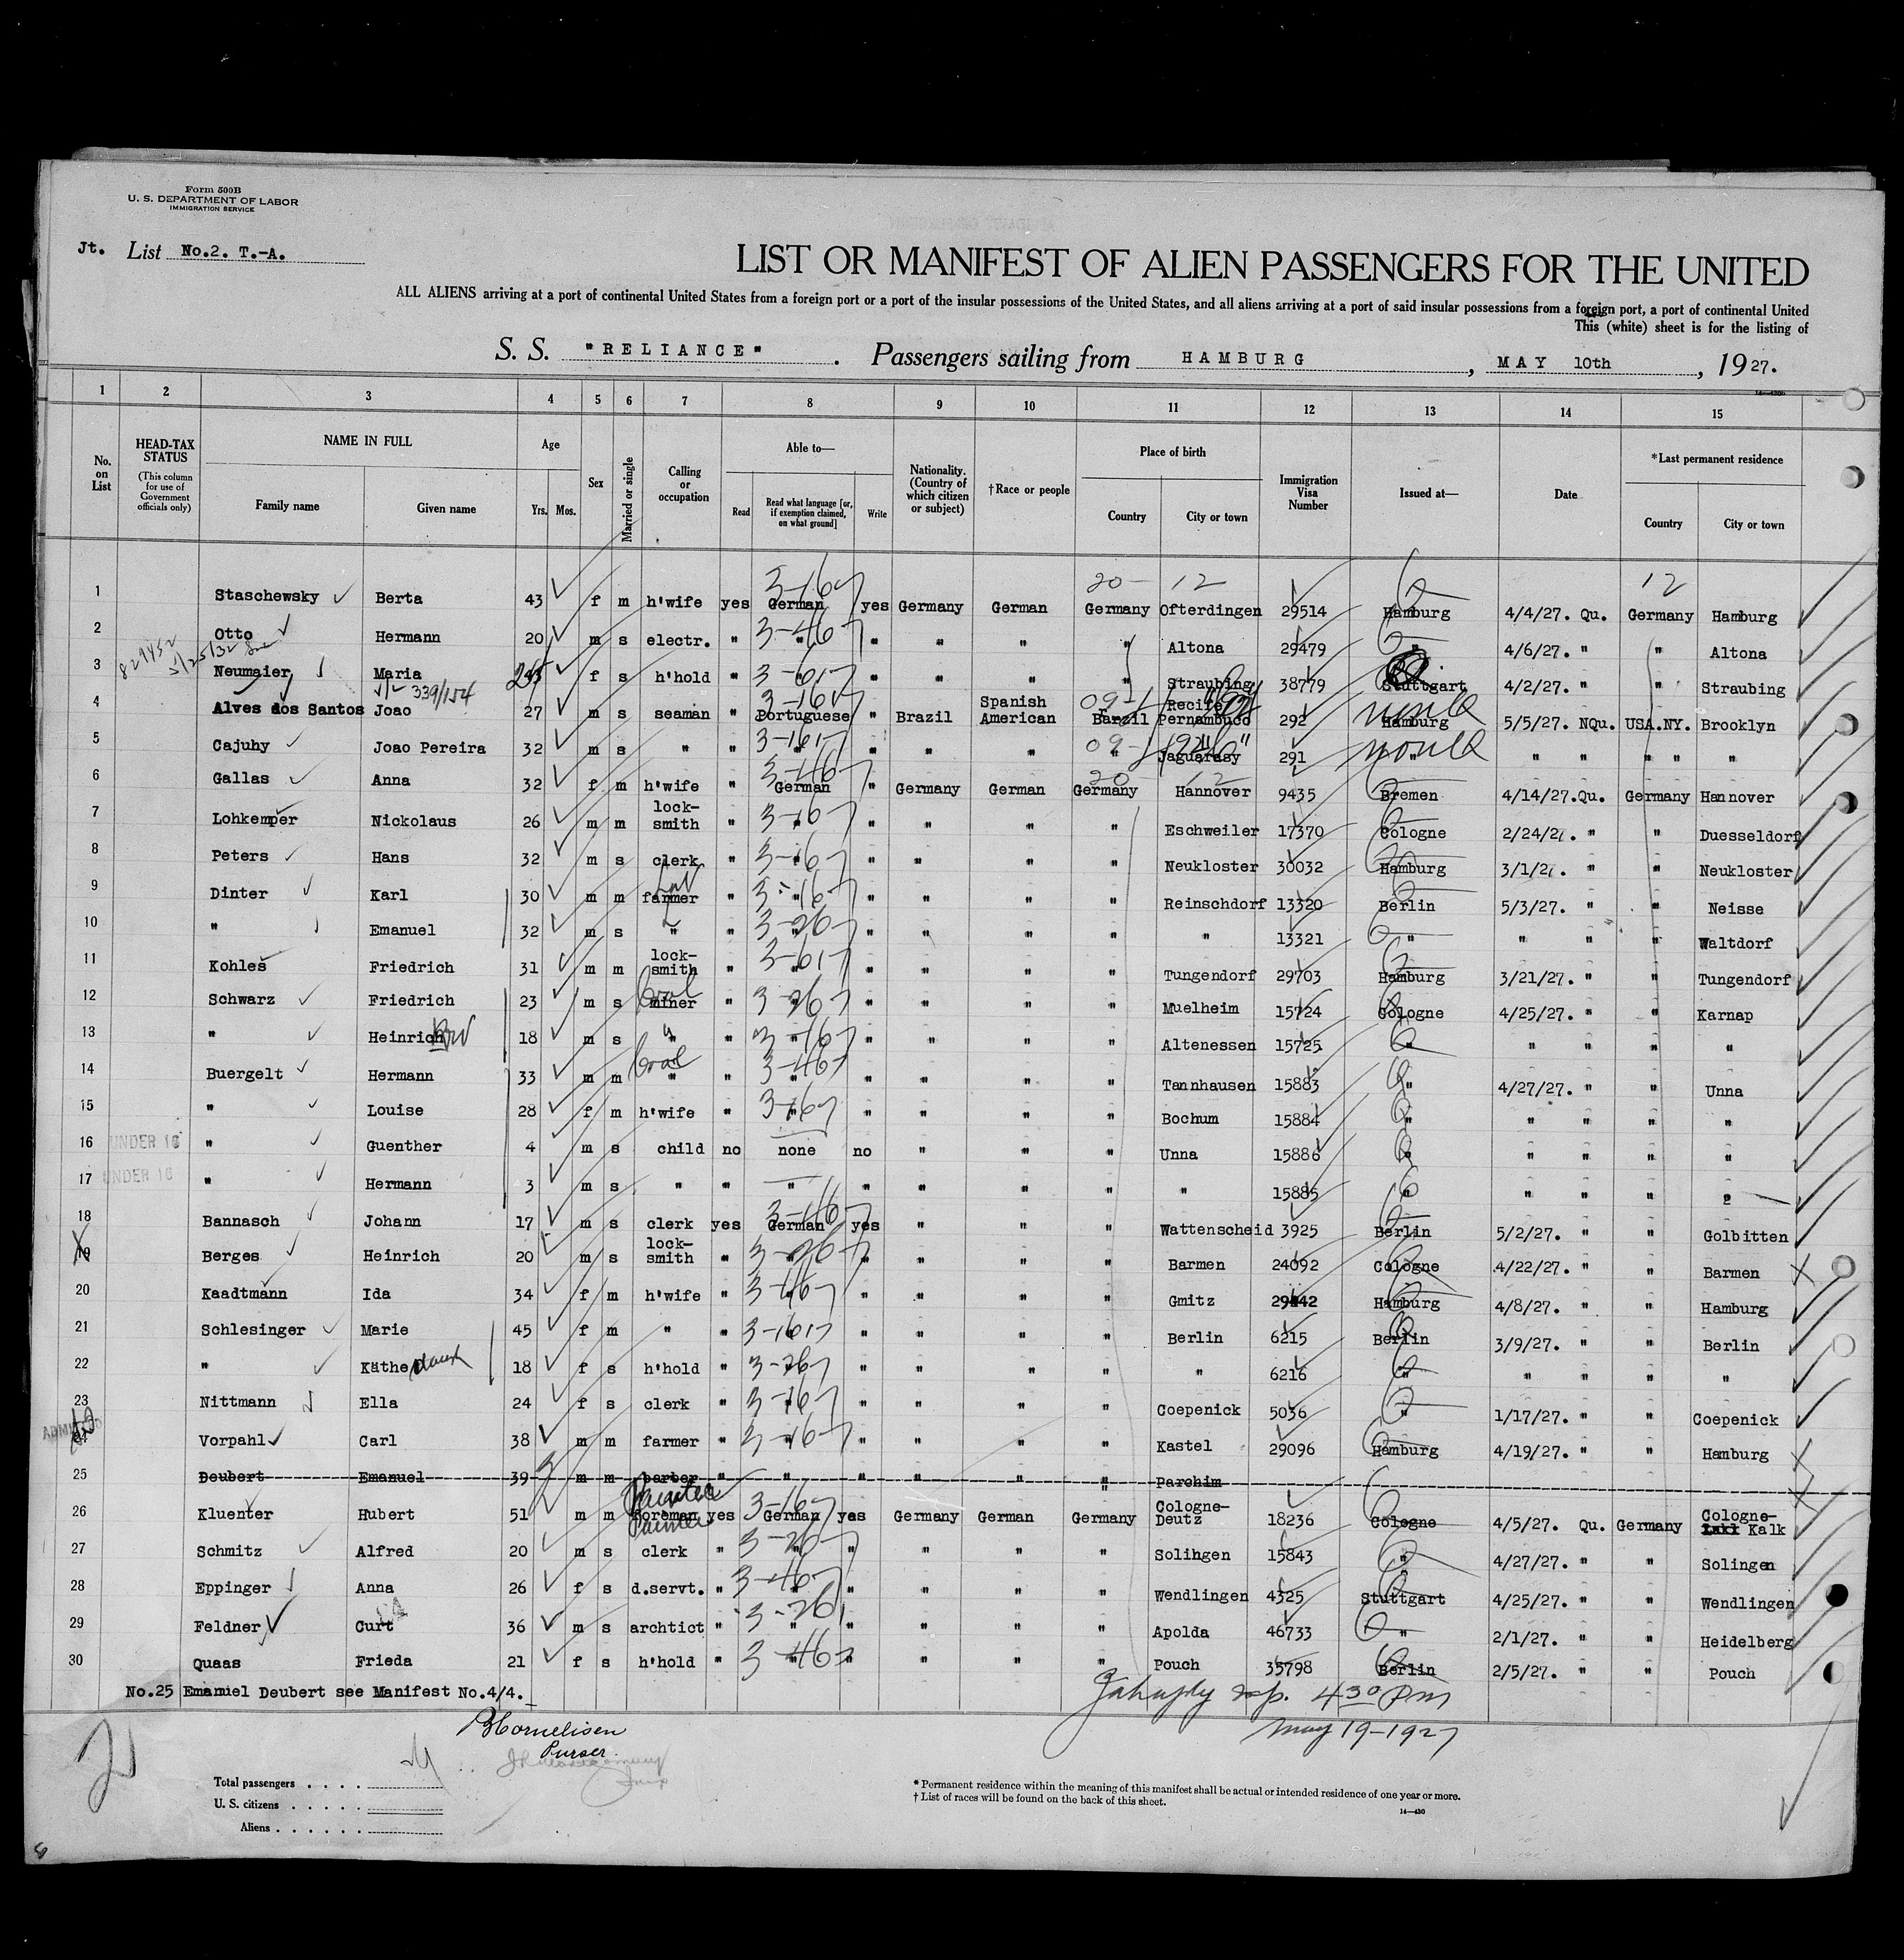 Form 500B
U. S. DEPARTMENT OF LABOR
IMMIGRATION SERVICE
Jt. List No.2. T.-A.
LIST OR MANIFEST OF ALIEN PASSENGERS FOR THE UNITED
ALL ALIENS arriving at a port of continental United States from a foreign port or a port of the insular possessions of the United States, and all aliens arriving at a port of said insular possessions from a foreign port, a port of continental United
This (white) sheet is for the listing of
S. S. "RELIANCE" . Passengers sailing from HAMBURG , MAY 10th , 1927.
1 2 3 4 5 6 7 8 9 10 11 12 13 14 15
No. on List HEAD-TAX STATUS (This column for use of Government officials only) NAME IN FULL Family name Given name Age Yrs. Mos. Sex Married or single Calling or occupation Able to— Read Read what language [or, if exemption claimed, on what ground] Write Nationality. (Country of which citizen or subject) †Race or people Place of birth Country City or town Immigration Visa Number Issued at— Date *Last permanent residence Country City or town
1 Staschewsky Berta 43 f m h'wife yes German yes Germany German Germany Ofterdingen 29514 Hamburg 4/4/27. Qu. Germany Hamburg
2 Otto Hermann 20 m s electr. " " " " " " Altona 29479 " 4/6/27. " " Altona
3 Neumaier Maria f s h'hold " " " " " " Straubing 38779 Stuttgart 4/2/27. " " Straubing
339/154
4 Alves dos Santos Joao 27 m s seaman " Portuguese " Brazil Spanish American Barzil Recife Pernambuco 292 Hamburg 5/5/27. NQu. USA.NY. Brooklyn
5 Cajuhy Joao Pereira 32 m s " " " " " " " Jaguarasy 291 " " " " " "
6 Gallas Anna 32 f m h'wife " German " Germany German Germany Hannover 9435 Bremen 4/14/27. Qu. Germany Hannover
7 Lohkemper Nickolaus 26 m m lock-smith " " " " " " Eschweiler 17370 Cologne 2/24/2 . " " Duesseldorf
8 Peters Hans 32 m s clerk " " " " " " Neukloster 30032 Hamburg 3/1/2 . " " Neukloster
9 Dinter Karl 30 m m farmer " " " " " " Reinschdorf 13320 Berlin 5/3/27. " " Neisse
10 " Emanuel 32 m s " " " " " " " " 13321 " " " " Waltdorf
11 Kohles Friedrich 31 m m lock-smith " " " " " " Tungendorf 29703 Hamburg 3/21/27. " " Tungendorf
12 Schwarz Friedrich 23 m s miner " " " " " " Muelheim 15724 Cologne 4/25/27. " " Karnap
13 " Heinrich 18 m s " " " " " " " Altenessen 15725 " " " " "
14 Buergelt Hermann 33 m m " " " " " " " Tannhausen 15883 " 4/27/27. " " Unna
15 " Louise 28 f m h'wife " " " " " " Bochum 15884 " " " " "
16 UNDER 16 " Guenther 4 m s child no none no " " " Unna 15886 " " " " "
17 UNDER 16 " Hermann 3 m s " " " " " " " " 15885 " " " " "
18 Bannasch Johann 17 m s clerk yes German yes " " " Wattenscheid 3925 Berlin 5/2/27. " " Golbitten
19 Berges Heinrich 20 m s lock-smith " " " " " " Barmen 24092 Cologne 4/22/27. " " Barmen
20 Kaadtmann Ida 34 f m h'wife " " " " " " Gmitz 29442 Hamburg 4/8/27. " " Hamburg
21 Schlesinger Marie 45 f m " " " " " " " Berlin 6215 Berlin 3/9/27. " " Berlin
22 " Käthe 18 f s h'hold " " " " " " " 6216 " " " " "
23 Nittmann Ella 24 f s clerk " " " " " " Coepenick 5036 " 1/17/27. " " Coepenick
ADMITTED
Vorpahl Carl 38 m m farmer " " " " " " Kastel 29096 Hamburg 4/19/27. " " Hamburg
25 Deubert Emanuel 39 m m barber " " " " " " Parchim
26 Kluenter Hubert 51 m m Foreman Painter yes German yes Germany German Germany Cologne-Deutz 18236 Cologne 4/5/27. Qu. Germany Cologne-Kalk
27 Schmitz Alfred 20 m s clerk " " " " " " Solingen 15843 " 4/27/27. " " Solingen
28 Eppinger Anna 26 f s d.servt. " " " " " " Wendlingen 4325 Stuttgart 4/25/27. " " Wendlingen
29 Feldner Curt 36 m s archtict " " " " " " Apolda 46733 " 2/1/27. " " Heidelberg
30 Quaas Frieda 21 f s h'hold " " " " " " Pouch 35798 Berlin 2/5/27. " " Pouch
No.25 Emanuel Deubert see Manifest No.4/4.
insp. 4 30 PM
May 19-1927
BCornelisen
Purser.
Total passengers . . . .
U. S. citizens . . . . .
Aliens . . . . . .
* Permanent residence within the meaning of this manifest shall be actual or intended residence of one year or more.
† List of races will be found on the back of this sheet.
14—430